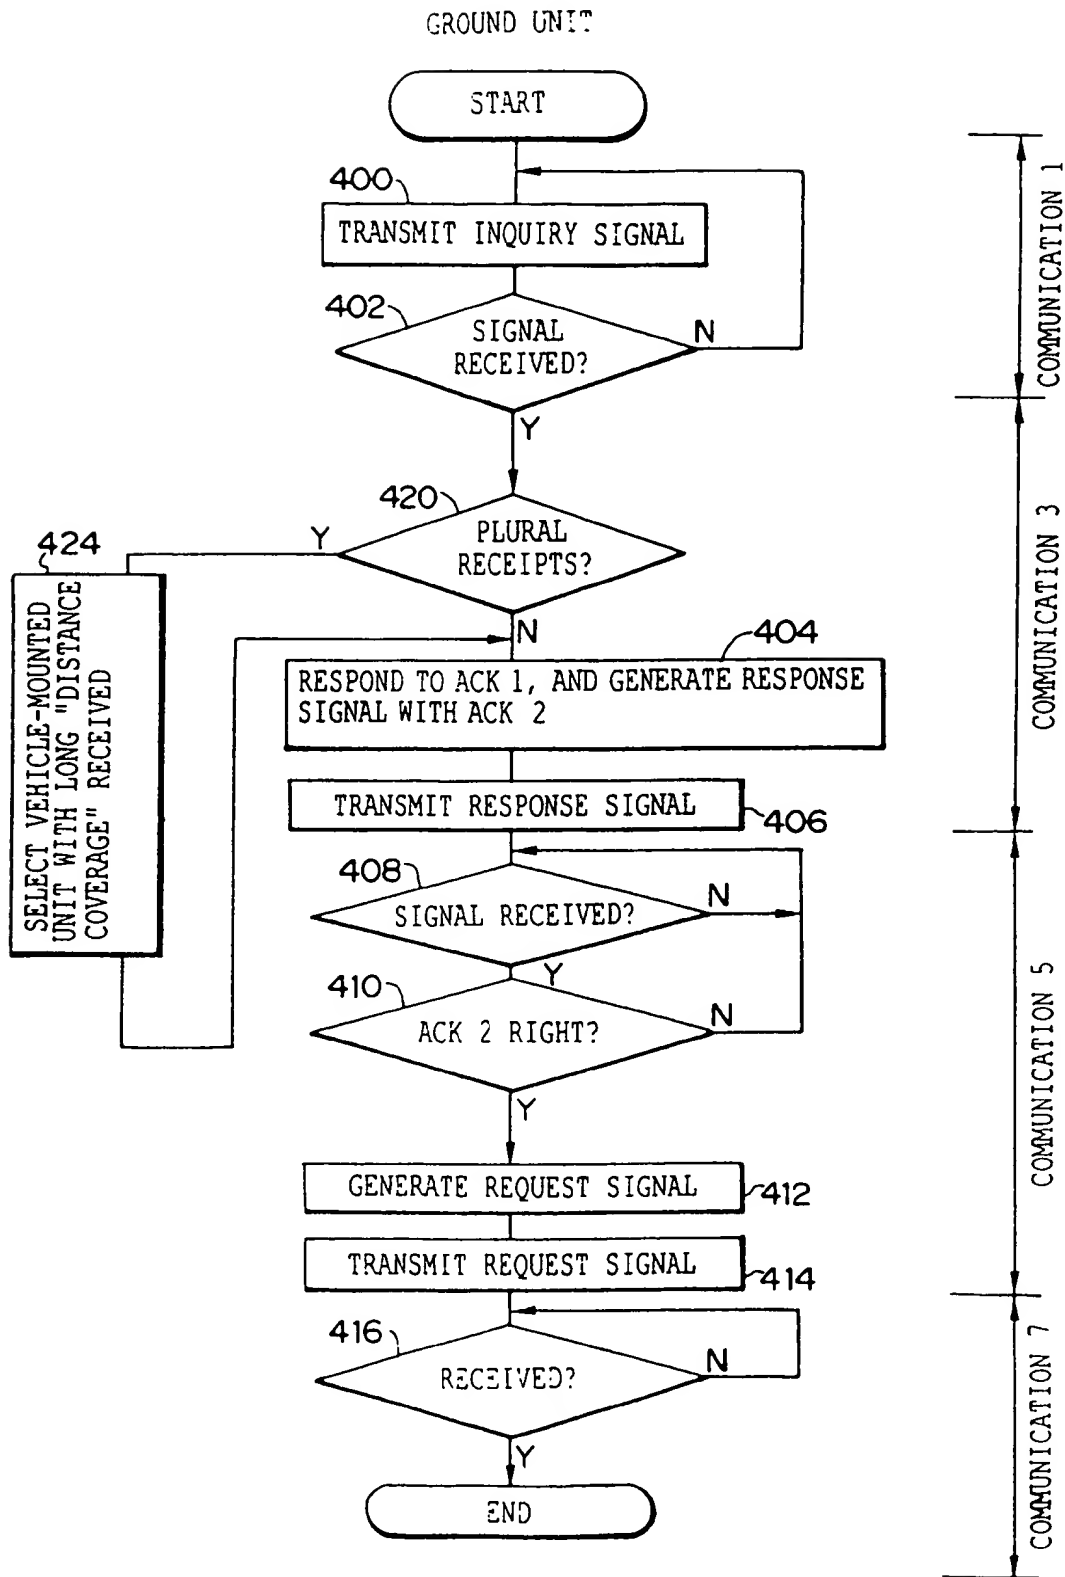 GROUND UNIT
START
400
TRANSMIT INQUIRY SIGNAL
402
SIGNAL
RECEIVED?
N
Y
COMMUNICATION 1
420
PLURAL
RECEIPTS?
Y
N
424
SELECT VEHICLE-MOUNTED
UNIT WITH LONG "DISTANCE
COVERAGE" RECEIVED
404
RESPOND TO ACK 1, AND GENERATE RESPONSE
SIGNAL WITH ACK 2
TRANSMIT RESPONSE SIGNAL
406
COMMUNICATION 3
408
SIGNAL RECEIVED?
N
Y
410
ACK 2 RIGHT?
N
Y
GENERATE REQUEST SIGNAL
412
TRANSMIT REQUEST SIGNAL
414
COMMUNICATION 5
416
RECEIVED?
N
Y
END
COMMUNICATION 7